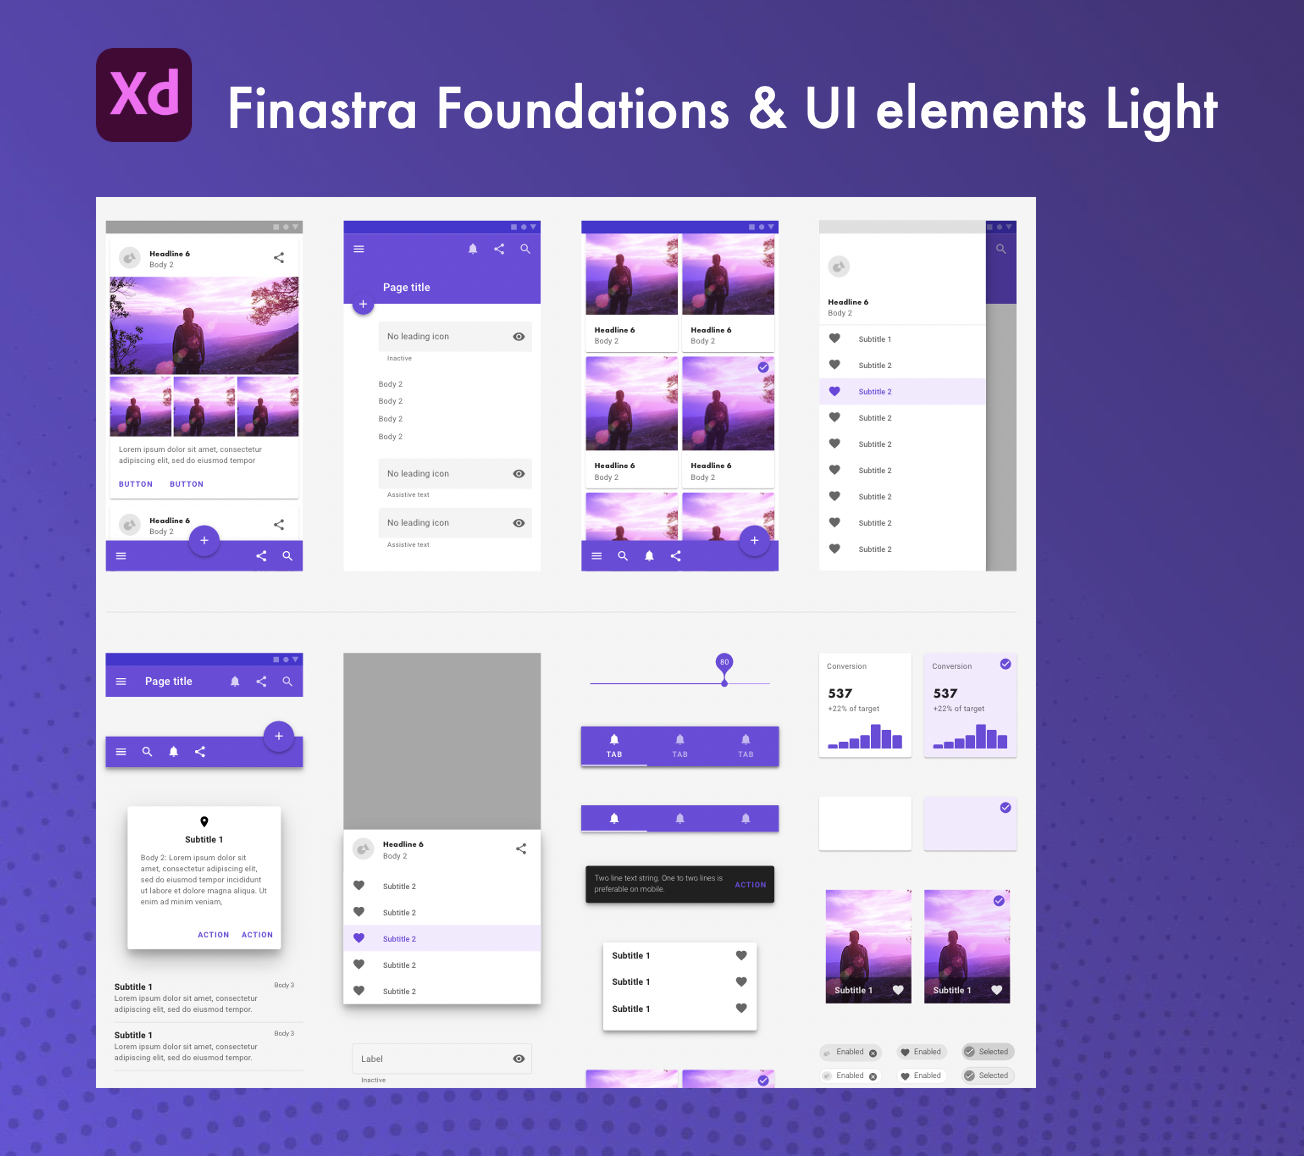 Xd
Finastra Foundations & UI elements Light
Headline 6
Body 2
Lorem ipsum dolor sit amet, consectetur
adipiscing elit, sed do eiusmod tempor
BUTTON BUTTON
Headline 6
Body 2
Page title
No leading icon
Inactive
Body 2
Body 2
Body 2
Body 2
No leading icon
Assistive text
No leading icon
Assistive text
Headline 6
Body 2
Headline 6
Body 2
Headline 6
Body 2
Headline 6
Body 2
Headline 6
Body 2
Subtitle 1
Subtitle 2
Subtitle 2
Subtitle 2
Subtitle 2
Subtitle 2
Subtitle 2
Subtitle 2
Subtitle 2
Page title
Subtitle 1
Body 2: Lorem ipsum dolor sit
amet, consectetur adipiscing elit,
sed do eiusmod tempor incididunt
ut labore et dolore magna aliqua. Ut
enim ad minim veniam,
ACTION ACTION
Subtitle 1 Body 3
Lorem ipsum dolor sit amet, consectetur
adipiscing elit, sed do eiusmod tempor.
Subtitle 1 Body 3
Lorem ipsum dolor sit amet, consectetur
adipiscing elit, sed do eiusmod tempor.
Headline 6
Body 2
Subtitle 2
Subtitle 2
Subtitle 2
Subtitle 2
Subtitle 2
Label
Inactive
80
TAB TAB TAB
Two line text string. One to two lines is
preferable on mobile.
ACTION
Subtitle 1
Subtitle 1
Subtitle 1
Conversion
537
+22% of target
Conversion
537
+22% of target
Subtitle 1
Subtitle 1
Enabled Enabled Selected
Enabled Enabled Selected